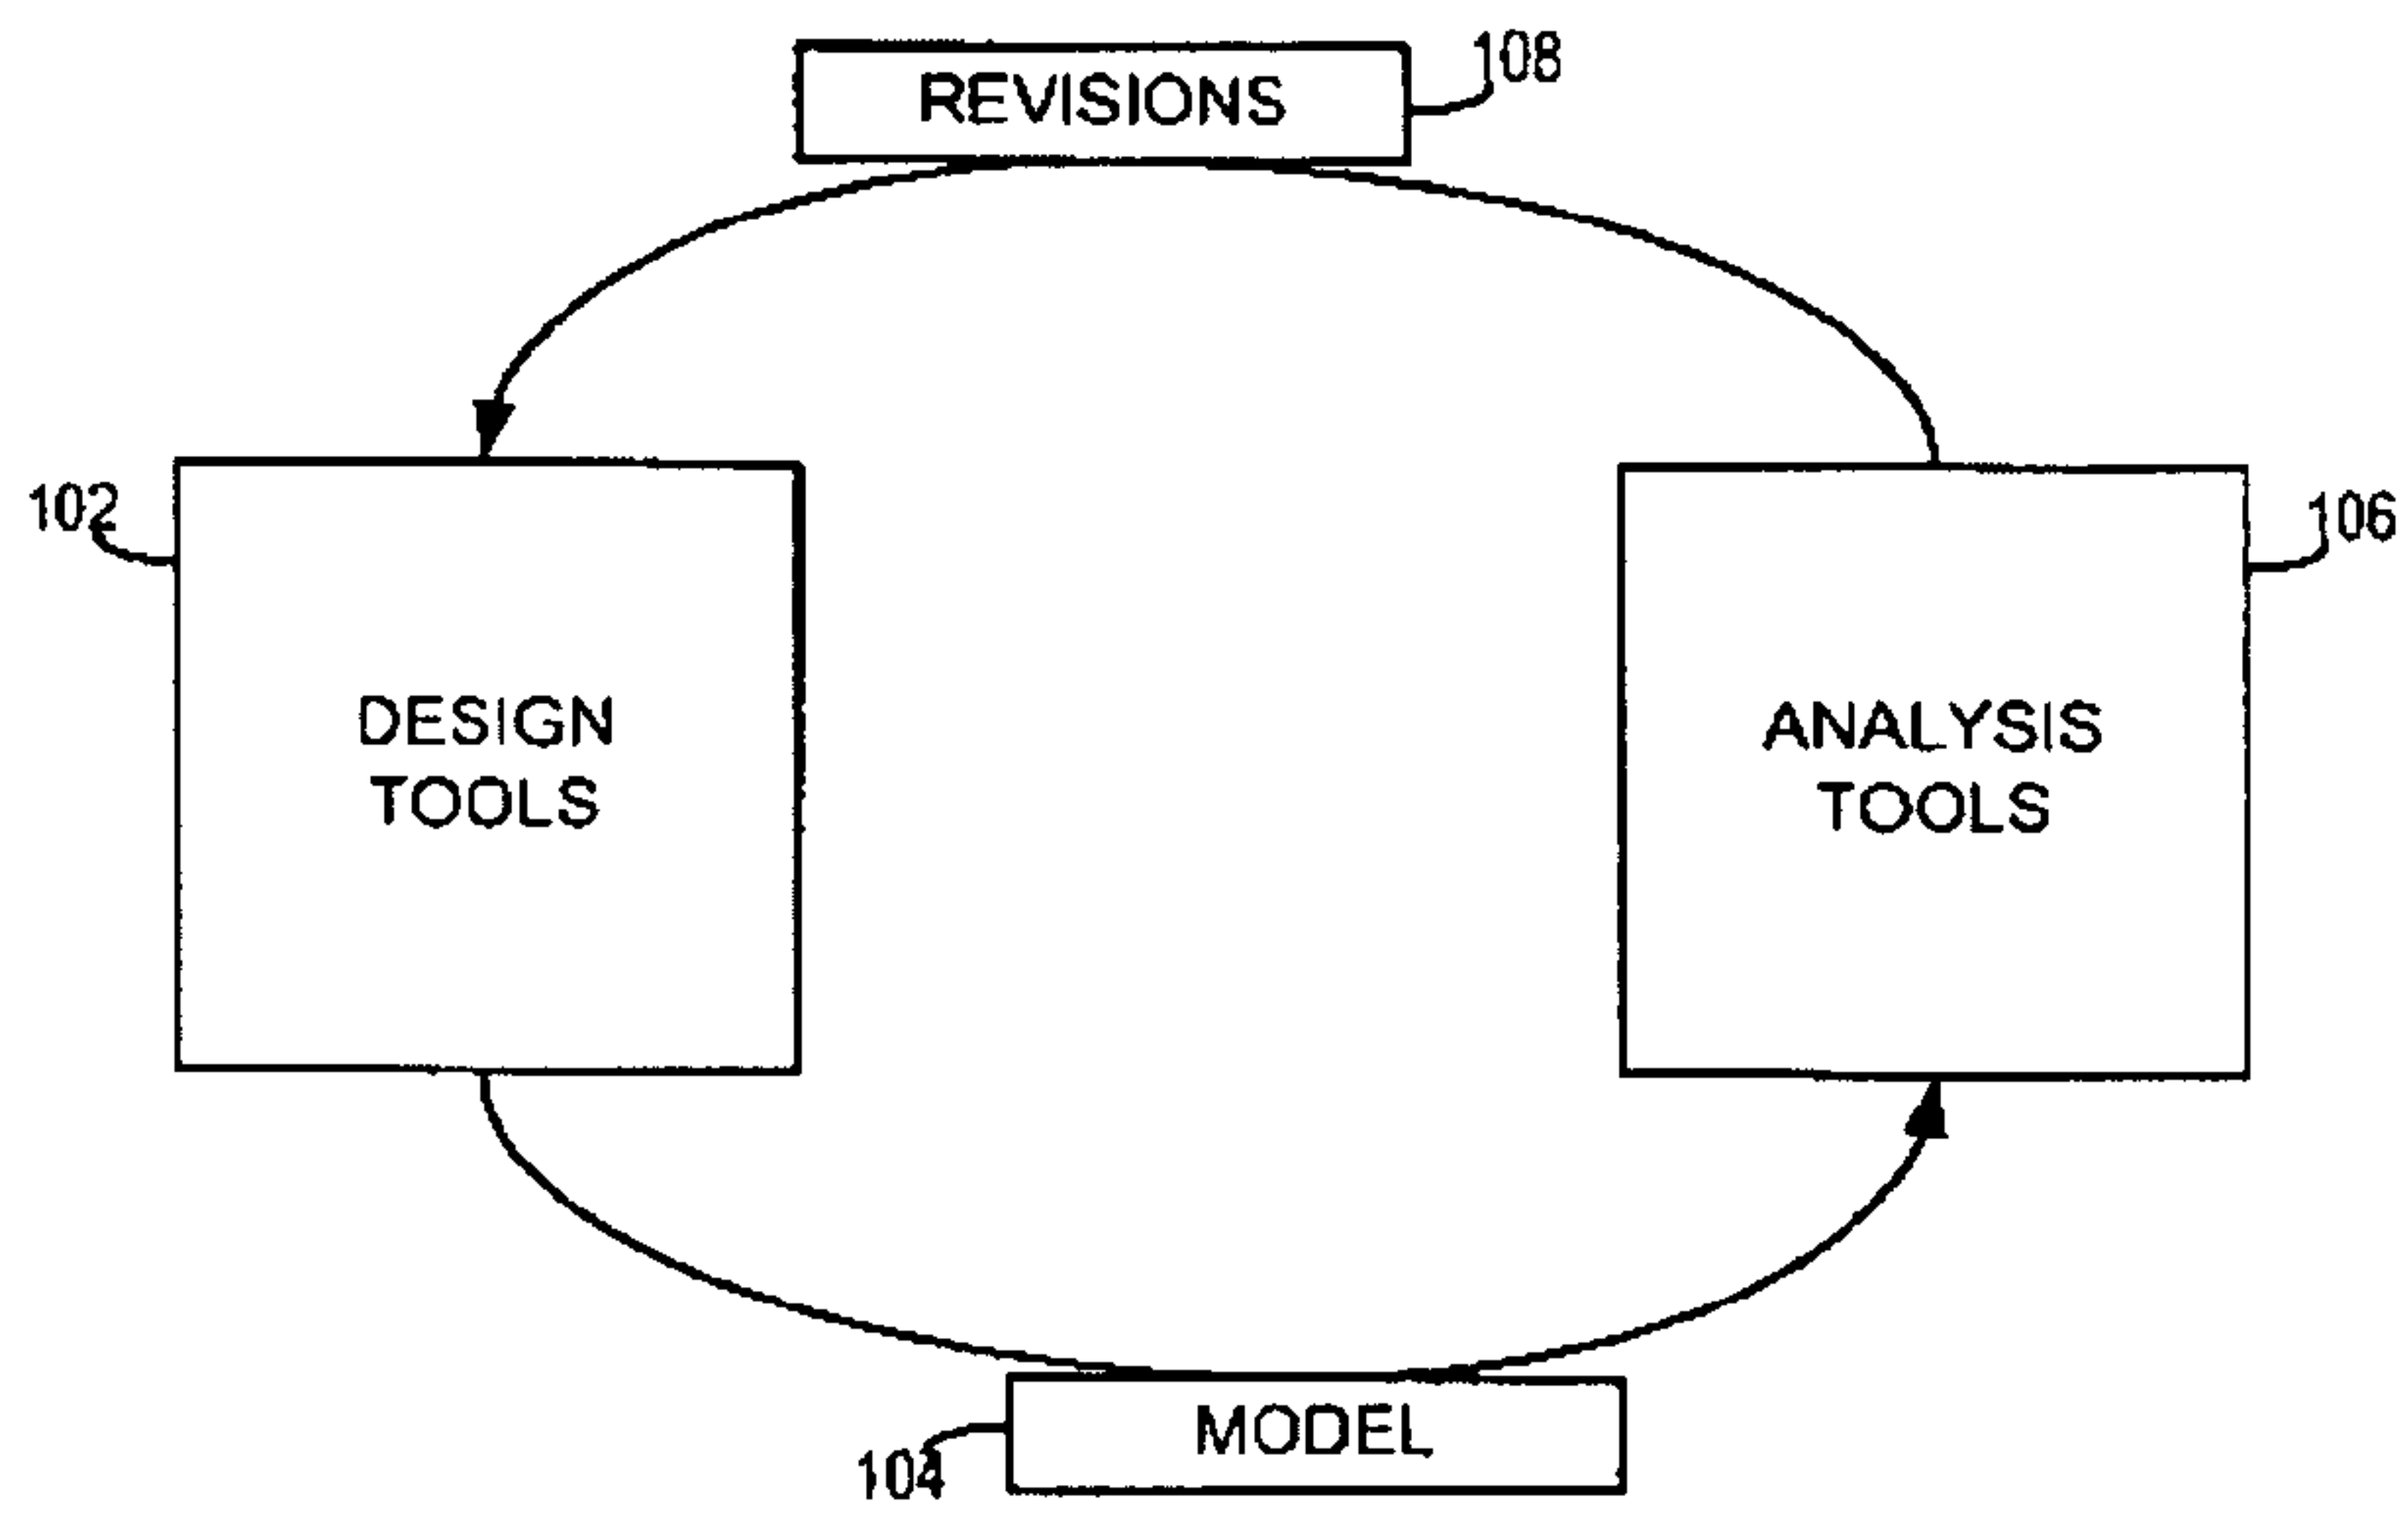 REVISIONS
108
102
106
DESIGN
TOOLS
ANALYSIS
TOOLS
MODEL
104